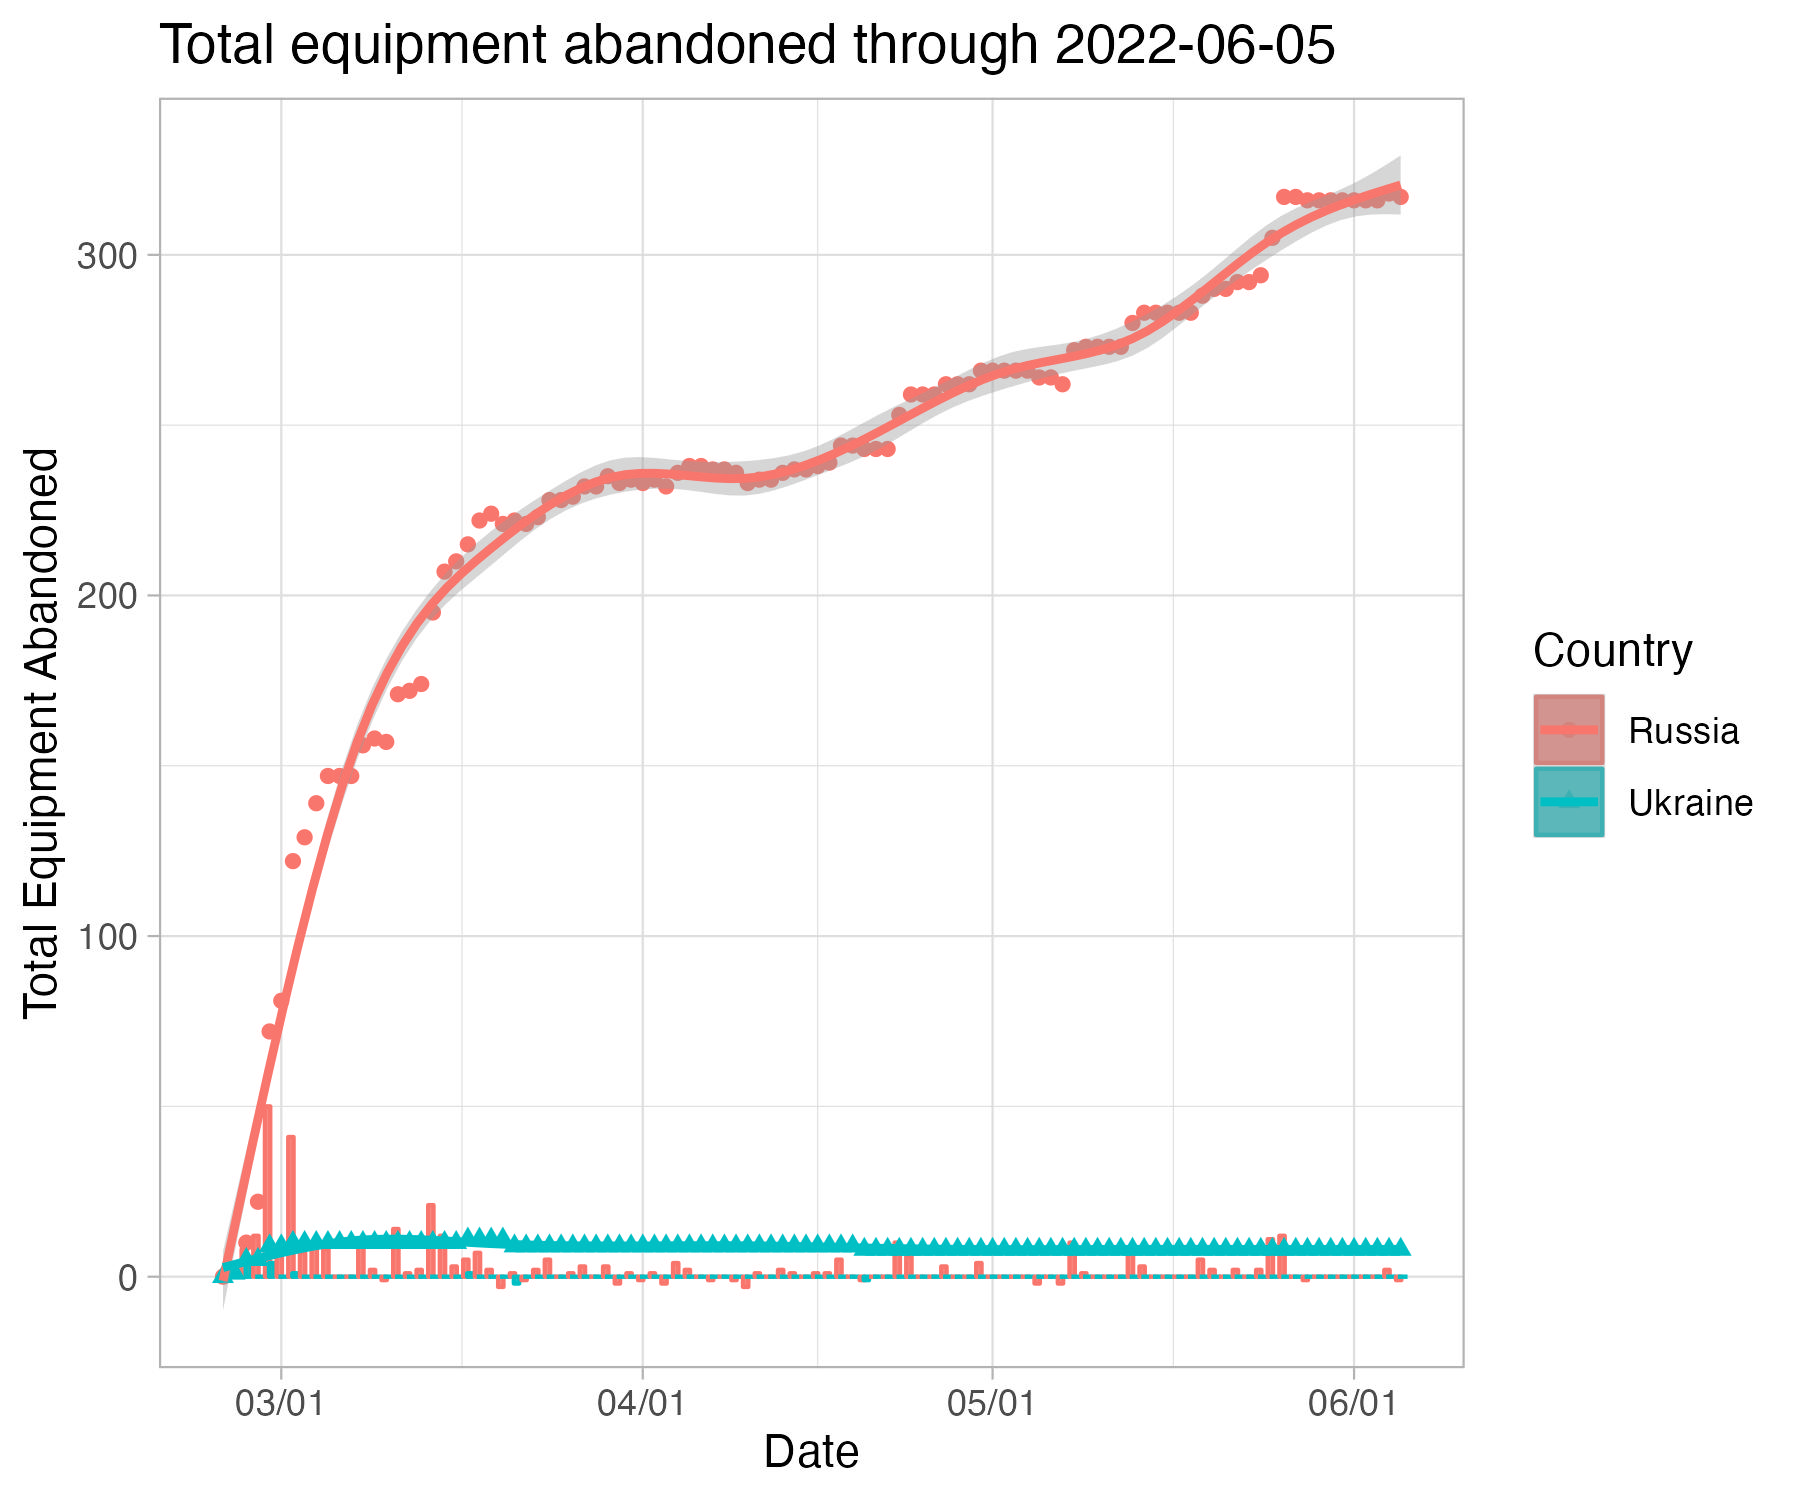 Total equipment abandoned through 2022-06-05
Total Equipment Abandoned
300
200
100
0
03/01
04/01
05/01
06/01
Date
Country
Russia
Ukraine